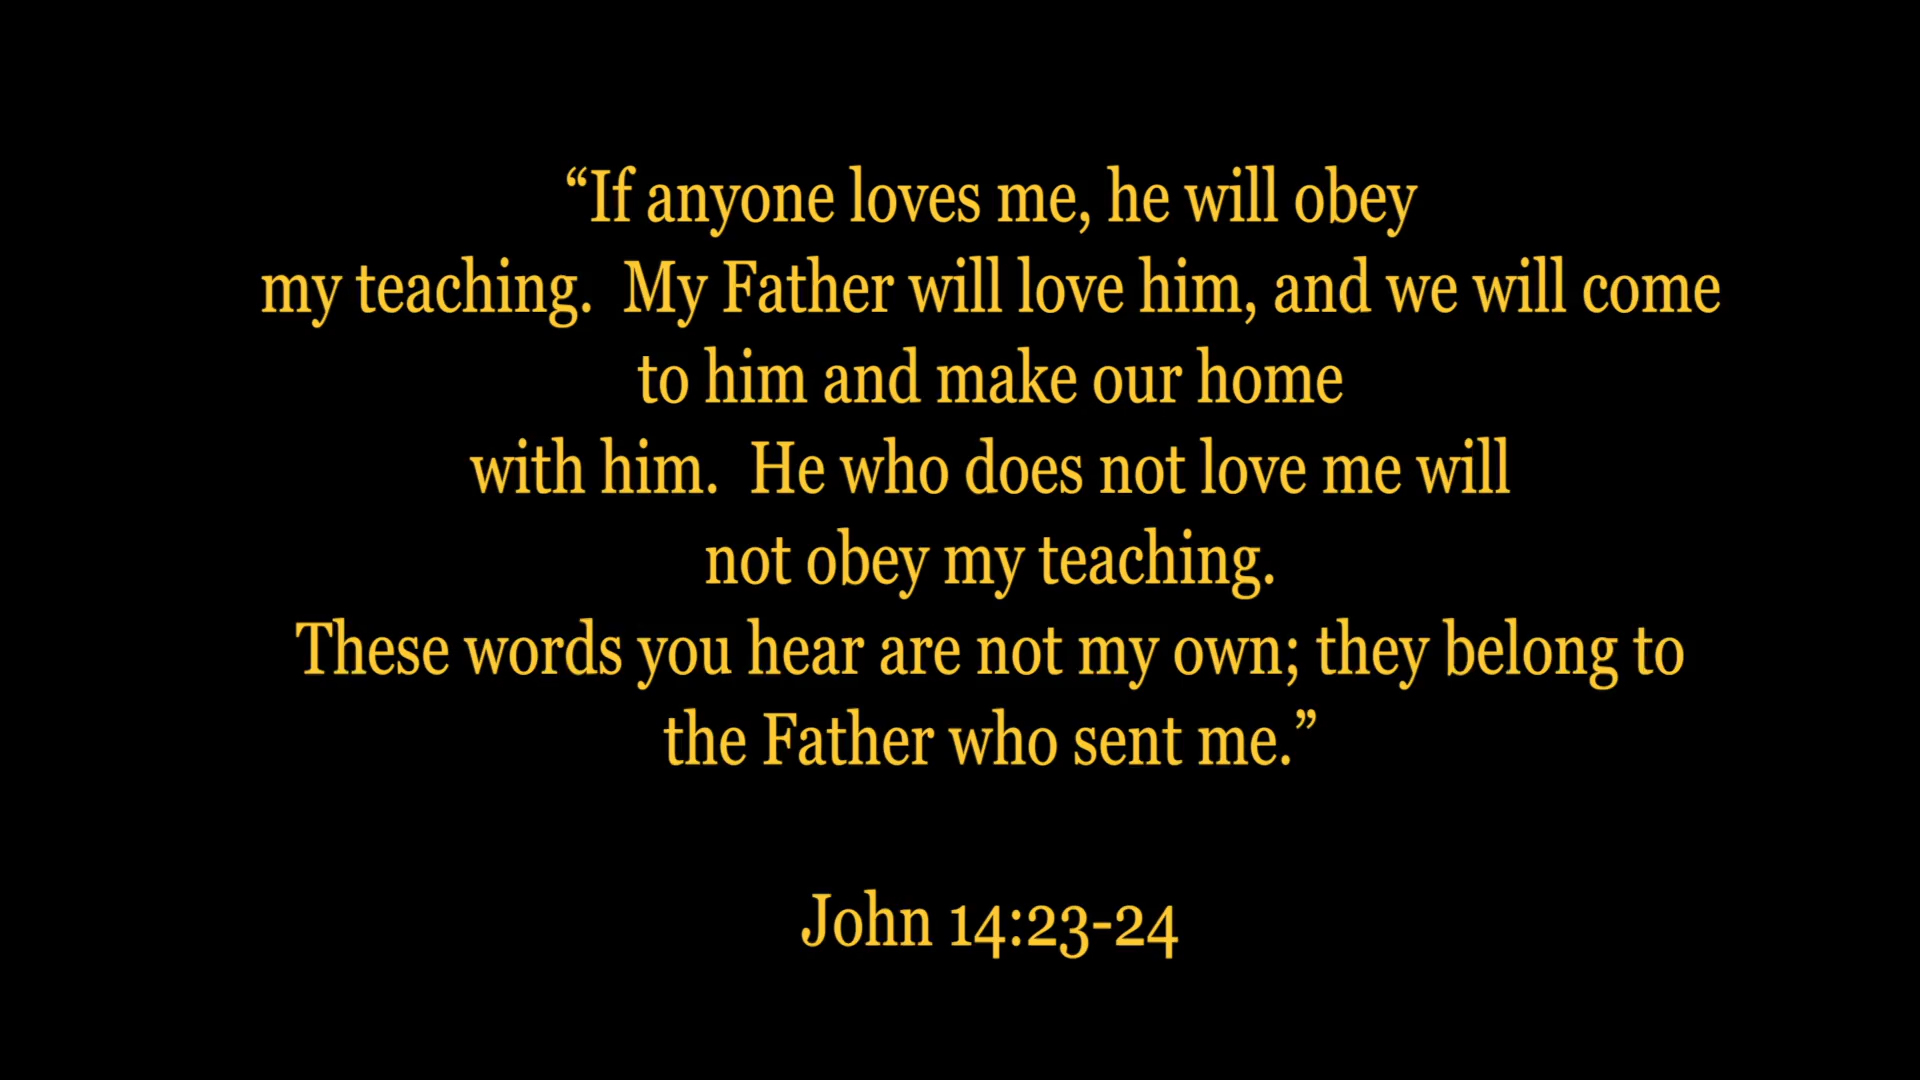 “If anyone loves me, he will obey
my teaching.  My Father will love him, and we will come
to him and make our home
with him.  He who does not love me will
not obey my teaching.
These words you hear are not my own; they belong to
the Father who sent me.”
John 14:23-24